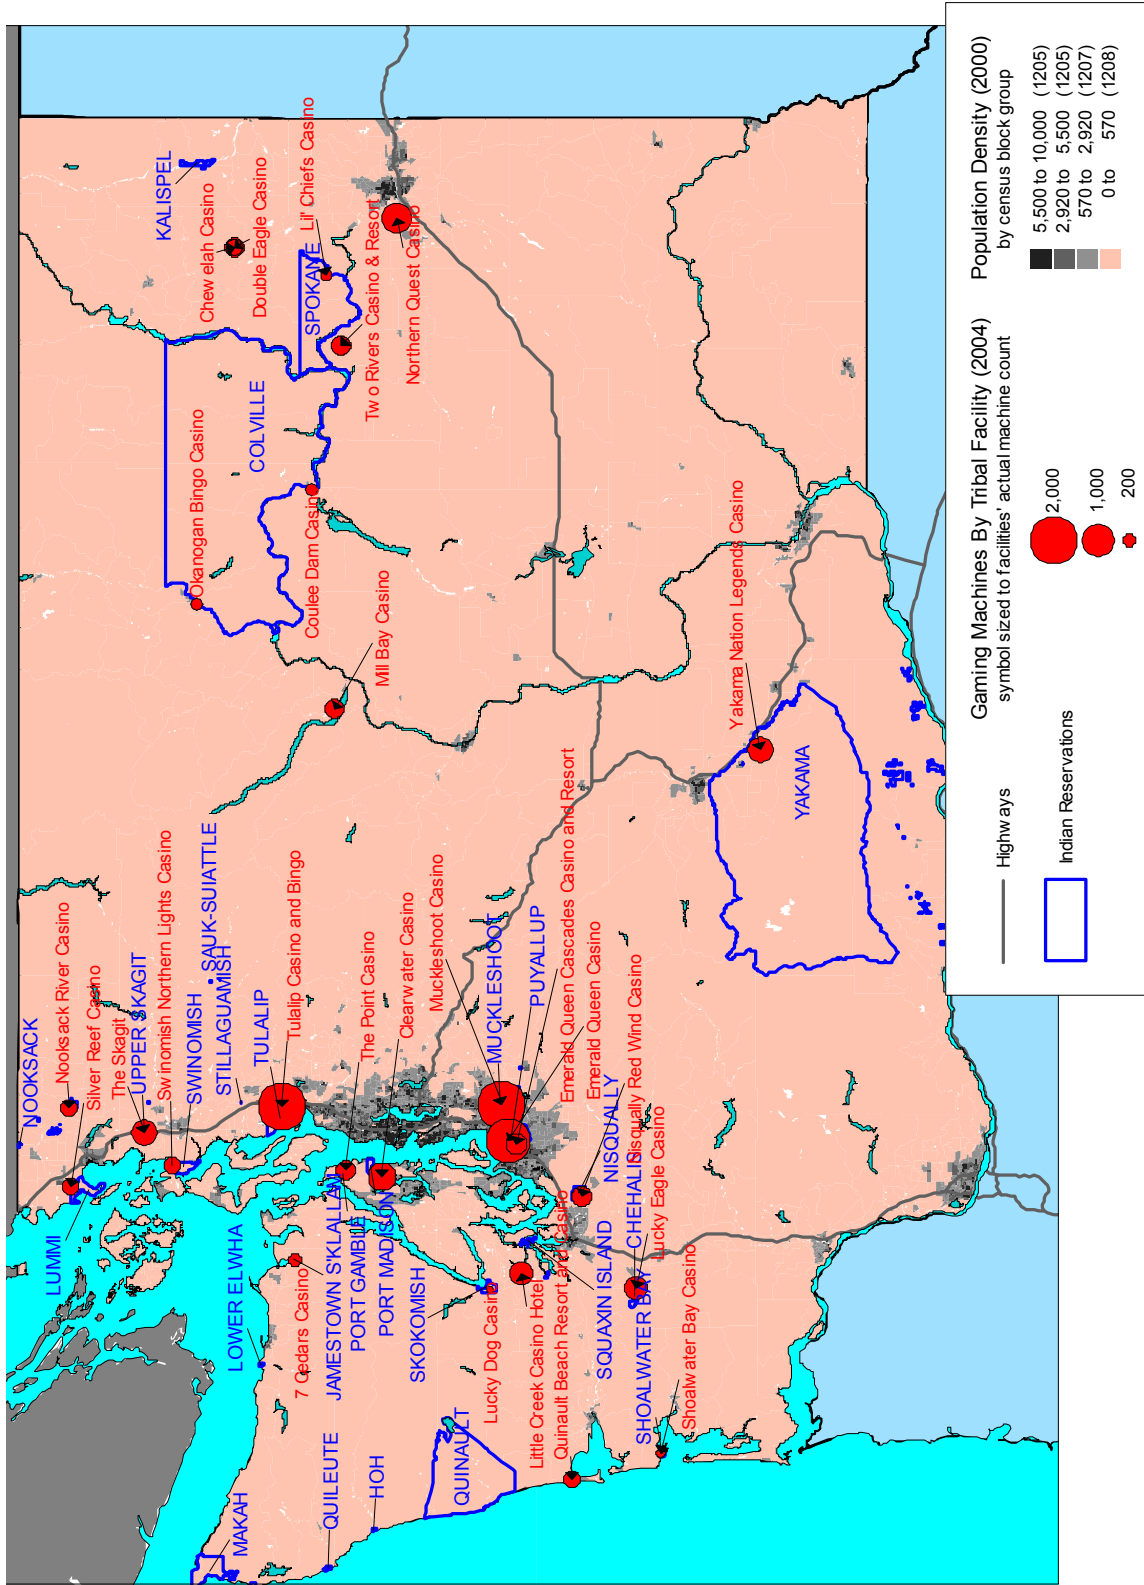 NOOKSACK
Nooksack River Casino
Silver Reef Casino
The Skagit
UPPER SKAGIT
Swinomish Northern Lights Casino
SWINOMISH
STILLAGUAMISH
SAUK-SUIATTLE
TULALIP
Tulalip Casino and Bingo
The Point Casino
Clearwater Casino
Muckleshoot Casino
MUCKLESHOOT
PUYALLUP
Emerald Queen Cascades Casino and Resort
Emerald Queen Casino
NISQUALLY
Nisqually Red Wind Casino
CHEHALIS
Lucky Eagle Casino
SQUAXIN ISLAND
SHOALWATER BAY
Shoalwater Bay Casino
LUMMI
LOWER ELWHA
7 Cedars Casino
JAMESTOWN S'KLALLAM
PORT GAMBLE
PORT MADISON
SKOKOMISH
Lucky Dog Casino
Little Creek Casino Hotel
Quinault Beach Resort and Casino
MAKAH
QUILEUTE
HOH
QUINAULT
KALISPEL
Chewelah Casino
Double Eagle Casino
Lil' Chiefs Casino
SPOKANE
Two Rivers Casino & Resort
Northern Quest Casino
COLVILLE
Okanogan Bingo Casino
Coulee Dam Casino
Mill Bay Casino
Yakama Nation Legends Casino
YAKAMA
Highways
Indian Reservations
Gaming Machines By Tribal Facility (2004)
symbol sized to facilities' actual machine count
2,000
1,000
200
Population Density (2000)
by census block group
5,500 to 10,000 (1205)
2,920 to 5,500 (1205)
570 to 2,920 (1207)
0 to 570 (1208)